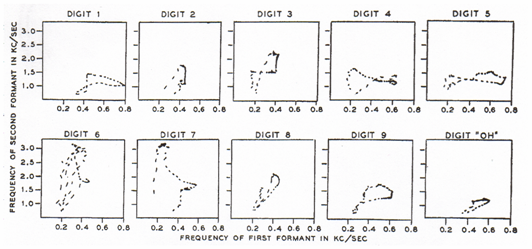 DIGIT 1 DIGIT 2 DIGIT 3 DIGIT 4 DIGIT 5
3.0
2.5
2.0
1.5
1.0
0.2 0.4 0.6 0.8 0.2 0.4 0.6 0.8 0.2 0.4 0.6 0.8 0.2 0.4 0.6 0.8 0.2 0.4 0.6 0.8
DIGIT 6 DIGIT 7 DIGIT 8 DIGIT 9 DIGIT "OH"
3.0
2.5
2.0
1.5
1.0
0.2 0.4 0.6 0.8 0.2 0.4 0.6 0.8 0.2 0.4 0.6 0.8 0.2 0.4 0.6 0.8 0.2 0.4 0.6 0.8
FREQUENCY OF SECOND FORMANT IN KC/SEC
FREQUENCY OF FIRST FORMANT IN KC/SEC